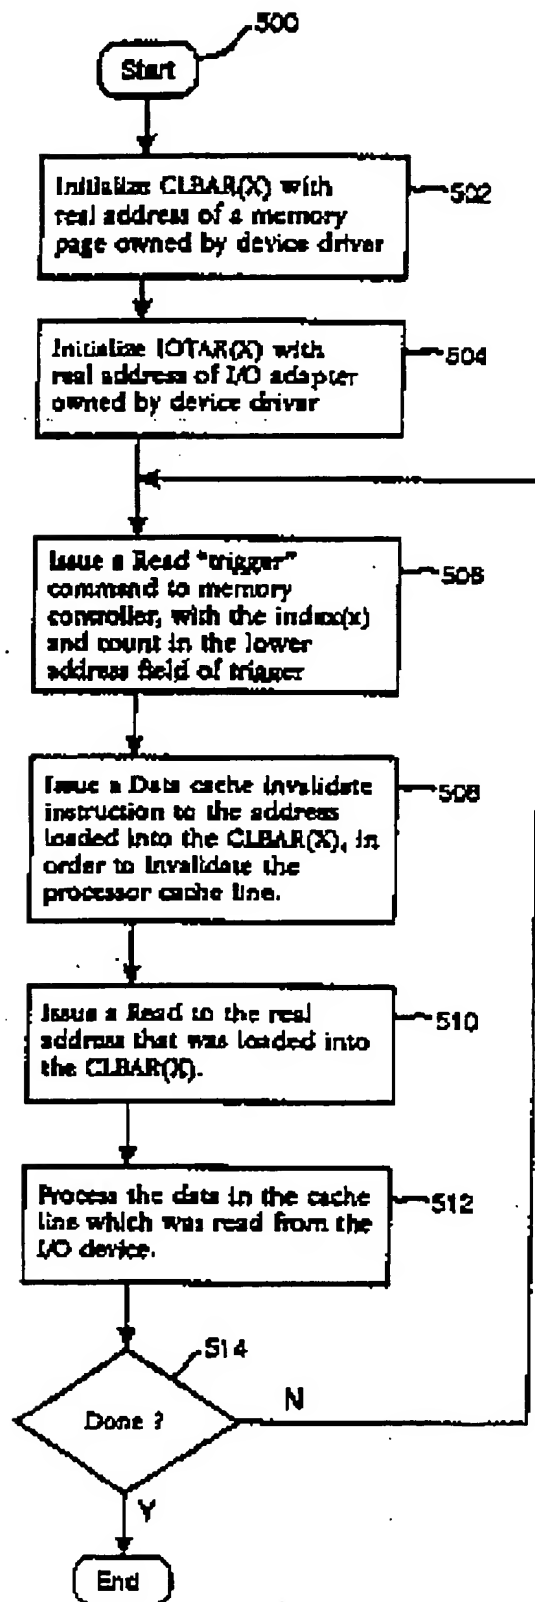 500
Start
Initialize CLBAR(X) with
real address of a memory
page owned by device driver
502
Initialize IOTAR(X) with
real address of I/O adapter
owned by device driver
504
Issue a Read "trigger"
command to memory
controller, with the index(x)
and count in the lower
address field of trigger
506
Issue a Data cache invalidate
instruction to the address
loaded into the CLBAR(X), in
order to invalidate the
processor cache line.
508
Issue a Read to the real
address that was loaded into
the CLBAR(X).
510
Process the data in the cache
line which was read from the
I/O device.
512
514
Done ?
N
Y
End